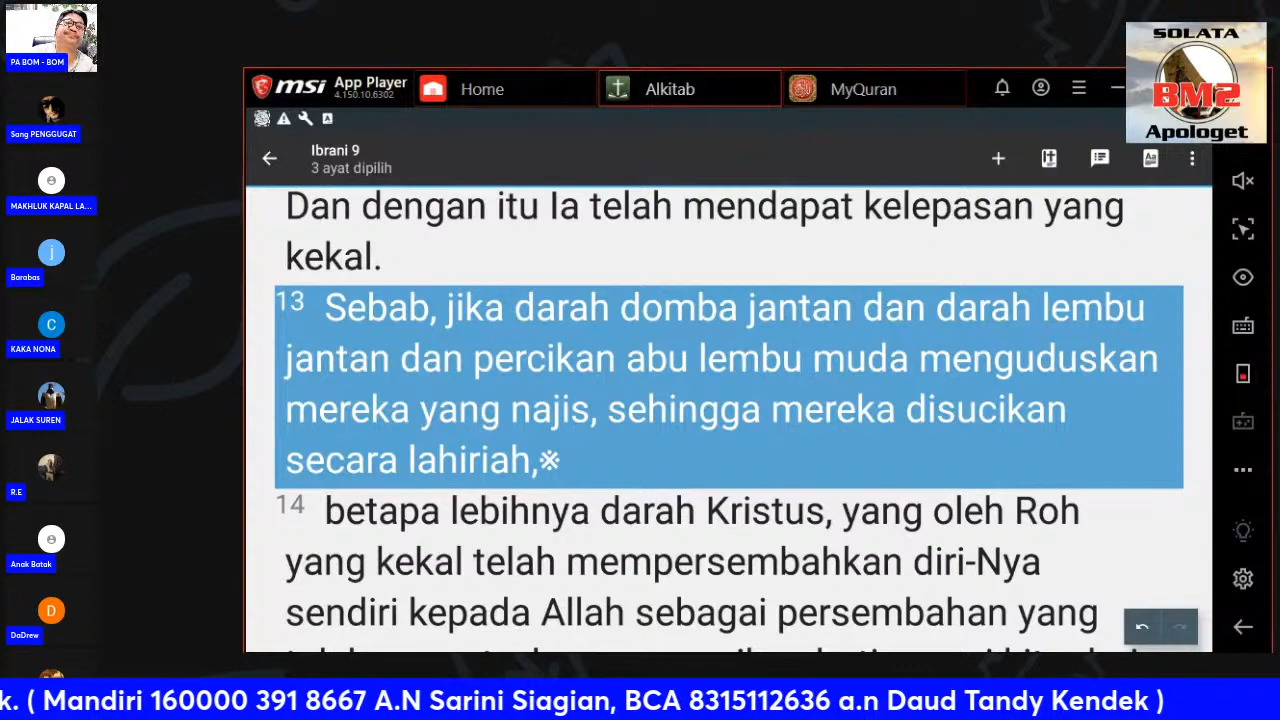 PA BOM - BOM
Sang PENGGUGAT
MAKHLUK KAPAL LA...
j
Barabas
C
KAKA NONA
JALAK SUREN
R.E
Anak Batak
D
DaDrew
SOLATA
BM2
Apologet
msi App Player
4.150.10.6302
Home
Alkitab
MyQuran
Ibrani 9
3 ayat dipilih
Dan dengan itu Ia telah mendapat kelepasan yang
kekal.
13 Sebab, jika darah domba jantan dan darah lembu
jantan dan percikan abu lembu muda menguduskan
mereka yang najis, sehingga mereka disucikan
secara lahiriah,※
14 betapa lebihnya darah Kristus, yang oleh Roh
yang kekal telah mempersembahkan diri-Nya
sendiri kepada Allah sebagai persembahan yang
k. ( Mandiri 160000 391 8667 A.N Sarini Siagian, BCA 8315112636 a.n Daud Tandy Kendek )